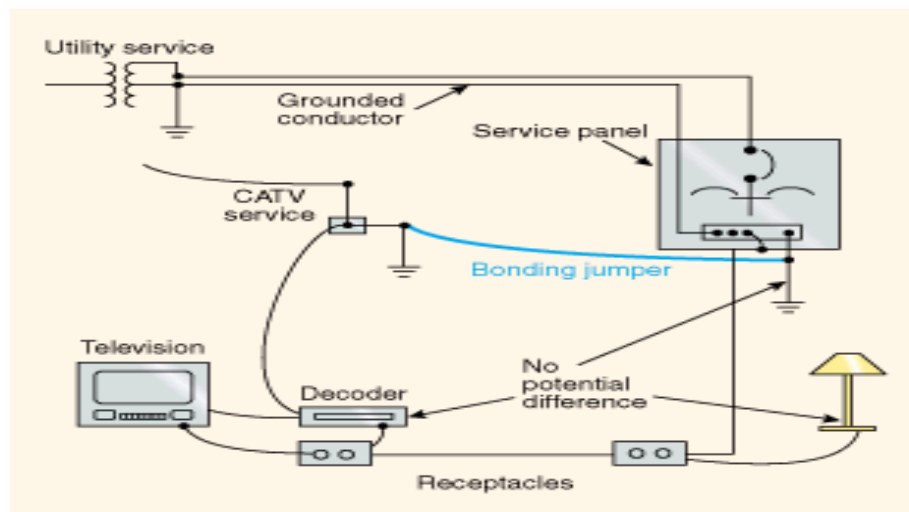 Utility service
Grounded
conductor
Service panel
CATV
service
Bonding jumper
Television
No
potential
difference
Decoder
Receptacles